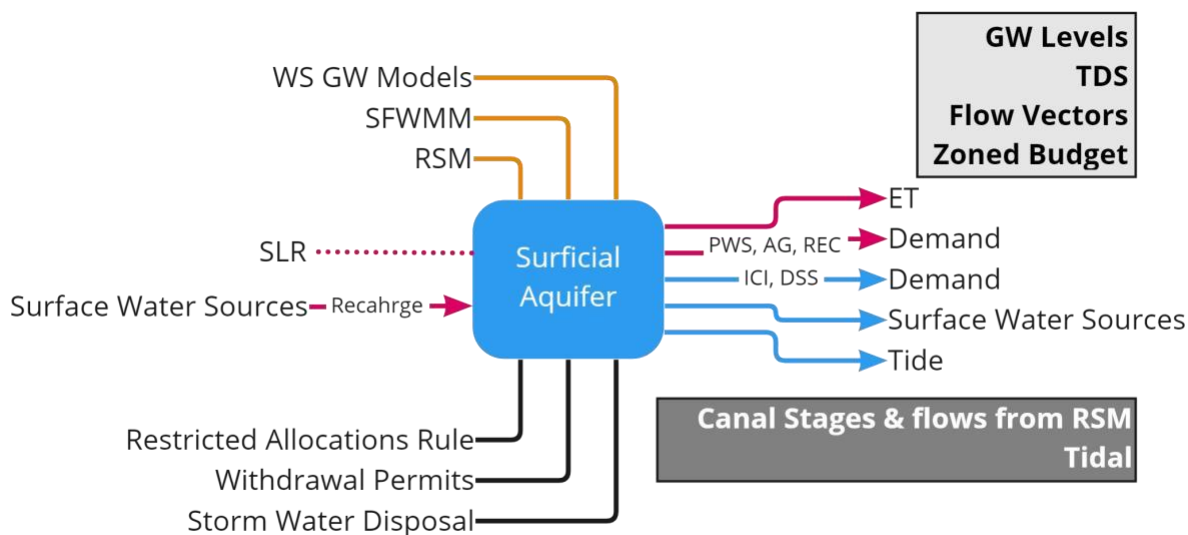 GW Levels
TDS
Flow Vectors
Zoned Budget
WS GW Models
SFWMM
RSM
SLR
Surface Water Sources
Recahrge
Surficial
Aquifer
ET
PWS, AG, REC
Demand
ICI, DSS
Demand
Surface Water Sources
Tide
Canal Stages & flows from RSM
Tidal
Restricted Allocations Rule
Withdrawal Permits
Storm Water Disposal